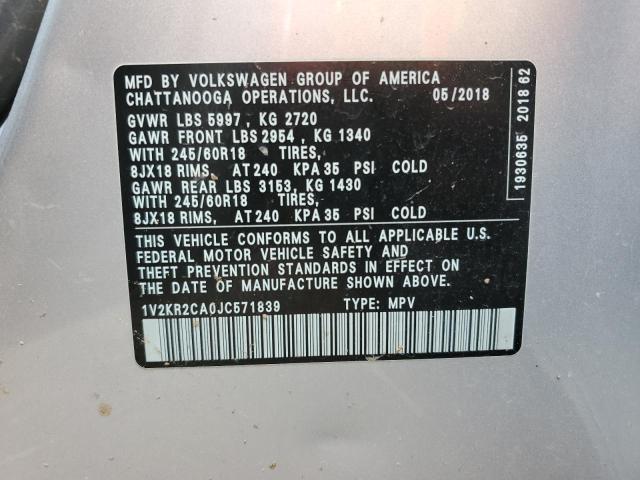 MFD BY VOLKSWAGEN GROUP OF AMERICA
CHATTANOOGA OPERATIONS, LLC. 05/2018
GVWR LBS 5997, KG 2720
GAWR FRONT LBS 2954 , KG 1340
WITH 245/60R18 TIRES,
8JX18 RIMS, AT 240 KPA 35 PSI COLD
GAWR REAR LBS 3153, KG 1430
WITH 245/60R18 TIRES,
8JX18 RIMS, AT 240 KPA 35 PSI COLD
THIS VEHICLE CONFORMS TO ALL APPLICABLE U.S.
FEDERAL MOTOR VEHICLE SAFETY AND
THEFT PREVENTION STANDARDS IN EFFECT ON
THE DATE OF MANUFACTURE SHOWN ABOVE.
1V2KR2CA0JC571839 TYPE: MPV
1930635 2018 62